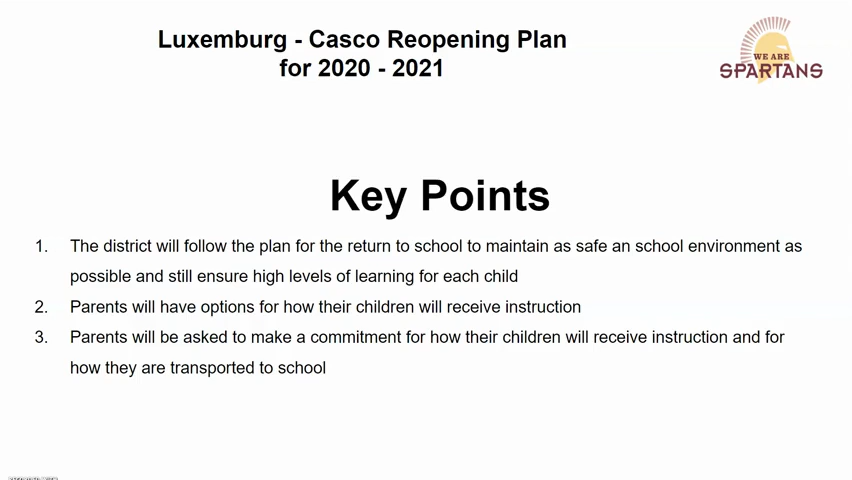 Luxemburg - Casco Reopening Plan
for 2020 - 2021
WE ARE
SPARTANS
Key Points
1. The district will follow the plan for the return to school to maintain as safe an school environment as
possible and still ensure high levels of learning for each child
2. Parents will have options for how their children will receive instruction
3. Parents will be asked to make a commitment for how their children will receive instruction and for
how they are transported to school